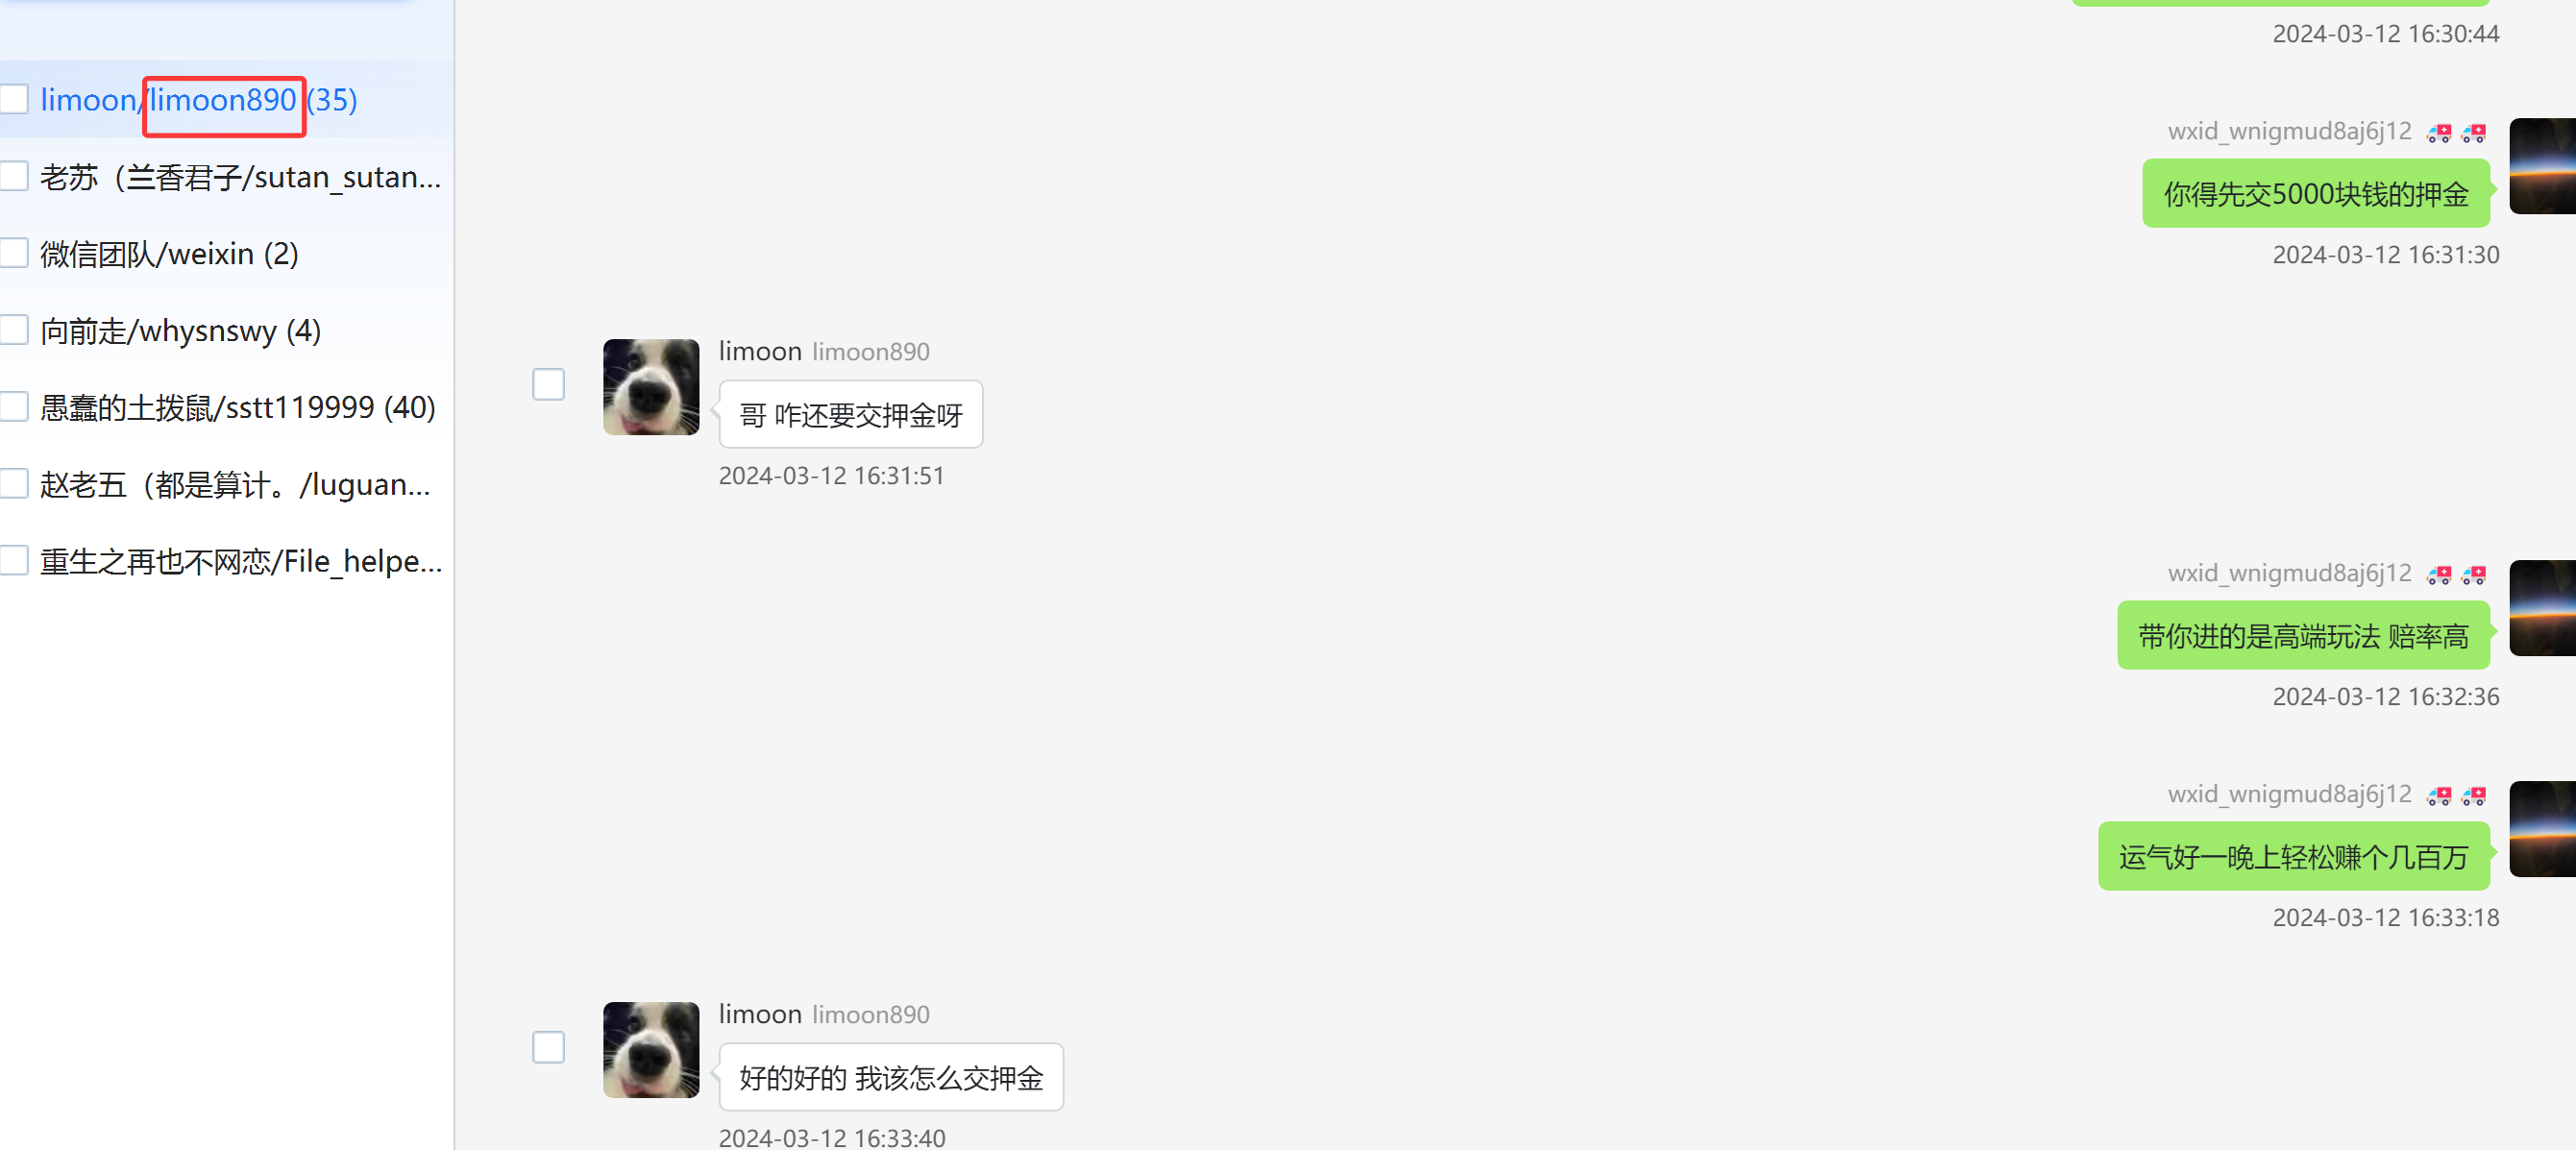 limoon/limoon890 (35)
老苏（兰香君子/sutan_sutan...
微信团队/weixin (2)
向前走/whysnswy (4)
愚蠢的土拨鼠/sstt119999 (40)
赵老五（都是算计。/luguan...
重生之再也不网恋/File_helpe...
2024-03-12 16:30:44
wxid_wnigmud8aj6j12
你得先交5000块钱的押金
2024-03-12 16:31:30
limoon limoon890
哥 咋还要交押金呀
2024-03-12 16:31:51
wxid_wnigmud8aj6j12
带你进的是高端玩法 赔率高
2024-03-12 16:32:36
wxid_wnigmud8aj6j12
运气好一晚上轻松赚个几百万
2024-03-12 16:33:18
limoon limoon890
好的好的 我该怎么交押金
2024-03-12 16:33:40